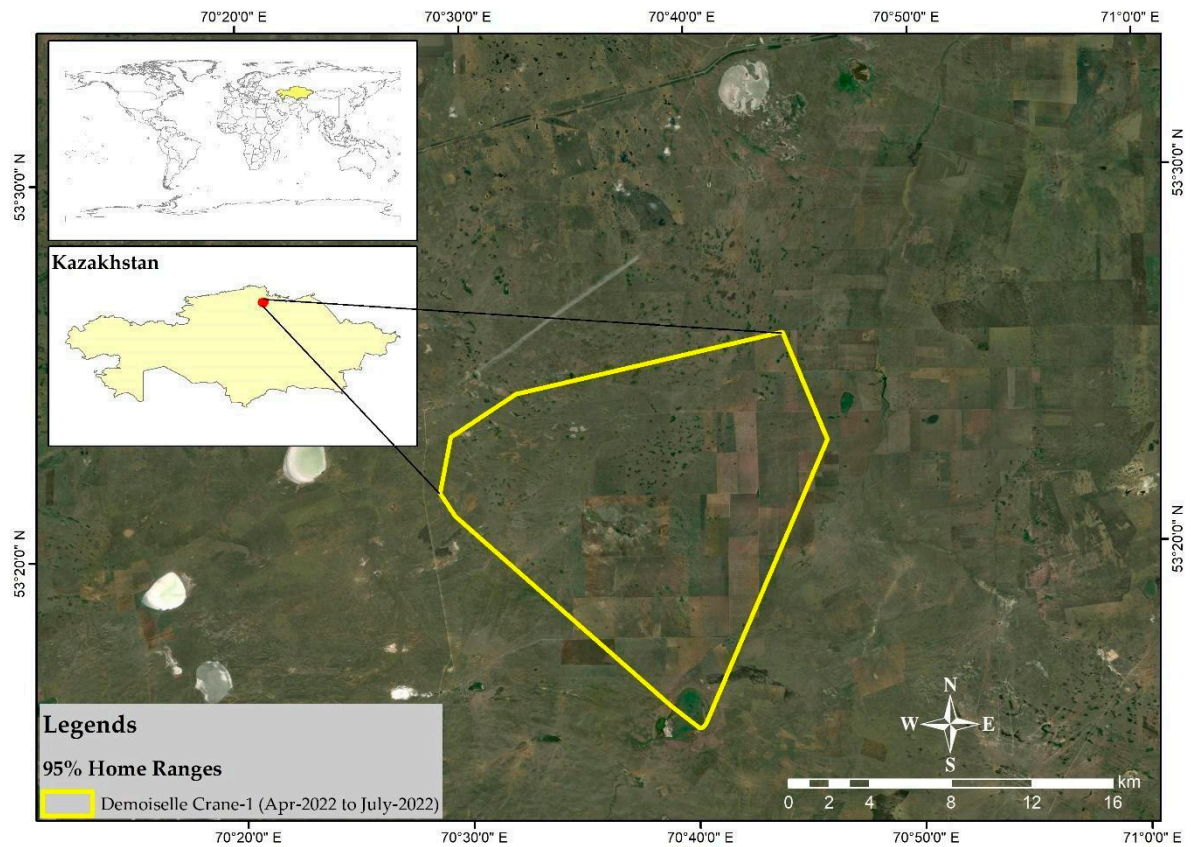 70°20'0" E 70°30'0" E 70°40'0" E 70°50'0" E 71°0'0" E
53°30'0" N
53°30'0" N
Kazakhstan
53°20'0" N
53°20'0" N
N
W E
S
Legends
95% Home Ranges
Demoiselle Crane-1 (Apr-2022 to July-2022)
km
0 2 4 8 12 16
70°20'0" E 70°30'0" E 70°40'0" E 70°50'0" E 71°0'0" E